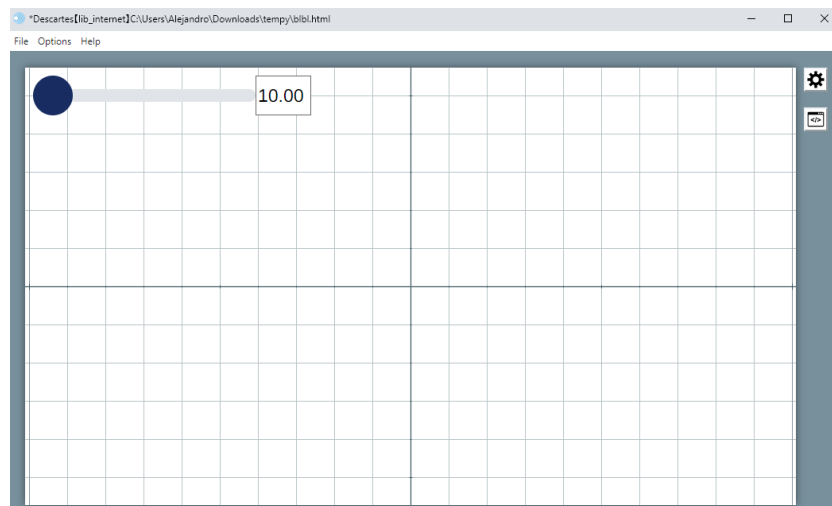 *Descartes【lib_internet】C:\Users\Alejandro\Downloads\tempy\blbl.html
File Options Help
10.00
</>